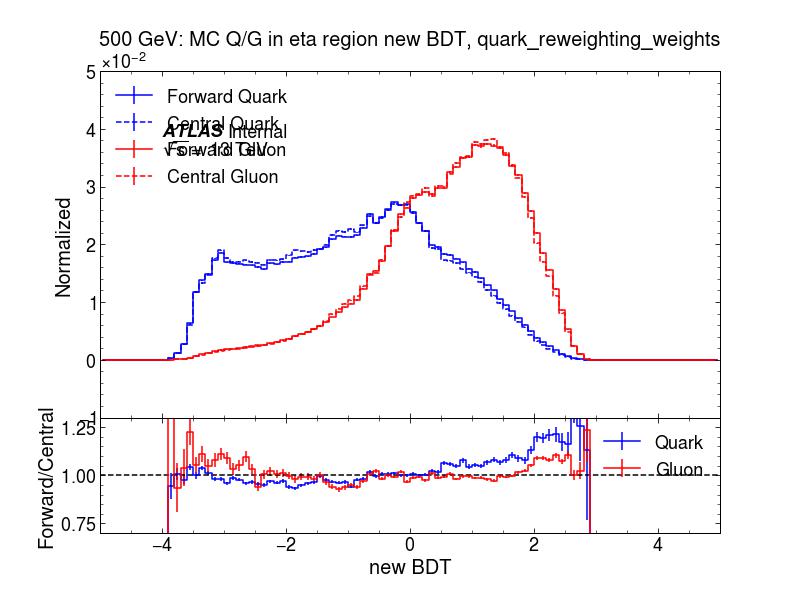 500 GeV: MC Q/G in eta region new BDT, quark_reweighting_weights
×10⁻²
5
4
3
2
1
0
−1
Normalized
Forward Quark
Central Quark
ATLAS Internal
Forward Gluon
√s = 13 TeV
Central Gluon
1.25
1.00
0.75
Forward/Central
Quark
Gluon
−4 −2 0 2 4
new BDT